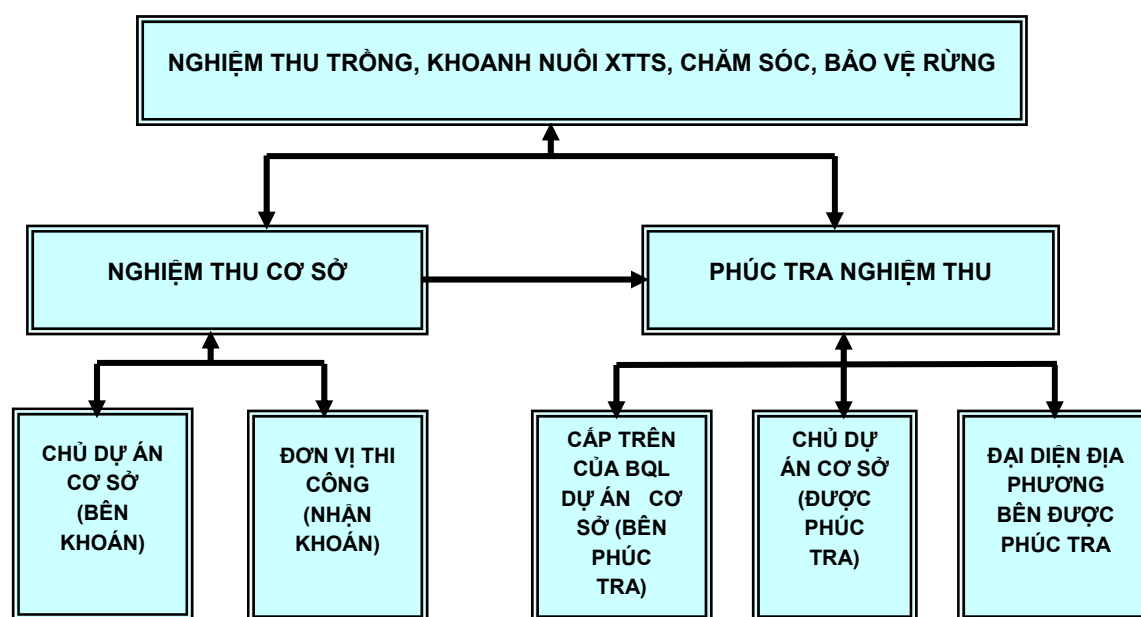 NGHIỆM THU TRỒNG, KHOANH NUÔI XTTS, CHĂM SÓC, BẢO VỆ RỪNG
NGHIỆM THU CƠ SỞ
PHÚC TRA NGHIỆM THU
CHỦ DỰ ÁN
CƠ SỞ
(BÊN
KHOÁN)
ĐƠN VỊ THI
CÔNG
(NHẬN
KHOÁN)
CẤP TRÊN
CỦA BQL
DỰ ÁN CƠ
SỞ (BÊN
PHÚC
TRA)
CHỦ DỰ
ÁN CƠ SỞ
(ĐƯỢC
PHÚC
TRA)
ĐẠI DIỆN ĐỊA
PHƯƠNG
BÊN ĐƯỢC
PHÚC TRA